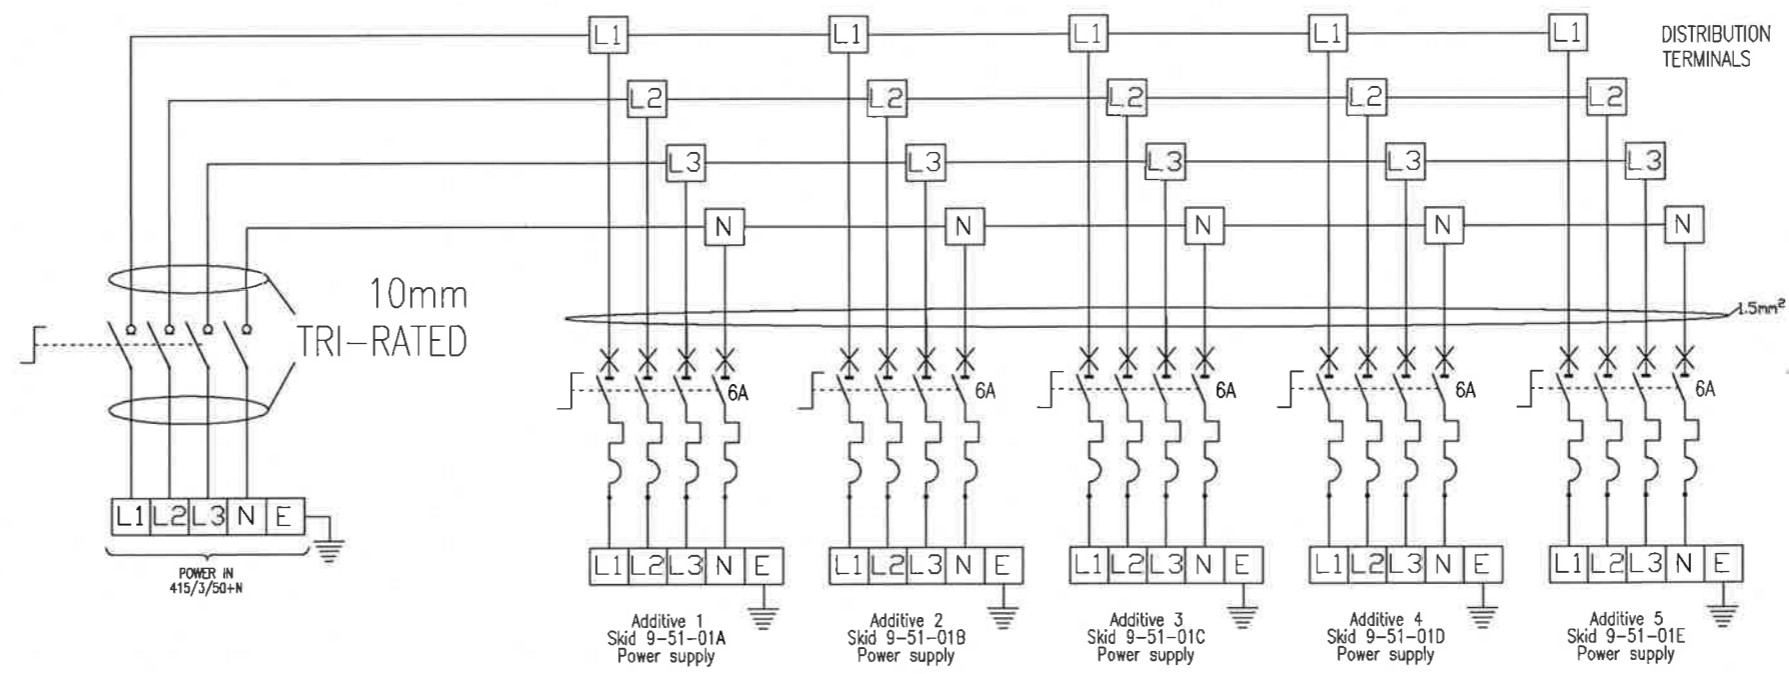 L1 L1 L1 L1 L1
DISTRIBUTION
TERMINALS
L2 L2 L2 L2 L2
L3 L3 L3 L3 L3
N N N N N
10mm
TRI-RATED
1.5mm²
6A 6A 6A 6A 6A
L1 L2 L3 N E
POWER IN
415/3/50+N
L1 L2 L3 N E
L1 L2 L3 N E
L1 L2 L3 N E
L1 L2 L3 N E
L1 L2 L3 N E
Additive 1
Skid 9-51-01A
Power supply
Additive 2
Skid 9-51-01B
Power supply
Additive 3
Skid 9-51-01C
Power supply
Additive 4
Skid 9-51-01D
Power supply
Additive 5
Skid 9-51-01E
Power supply